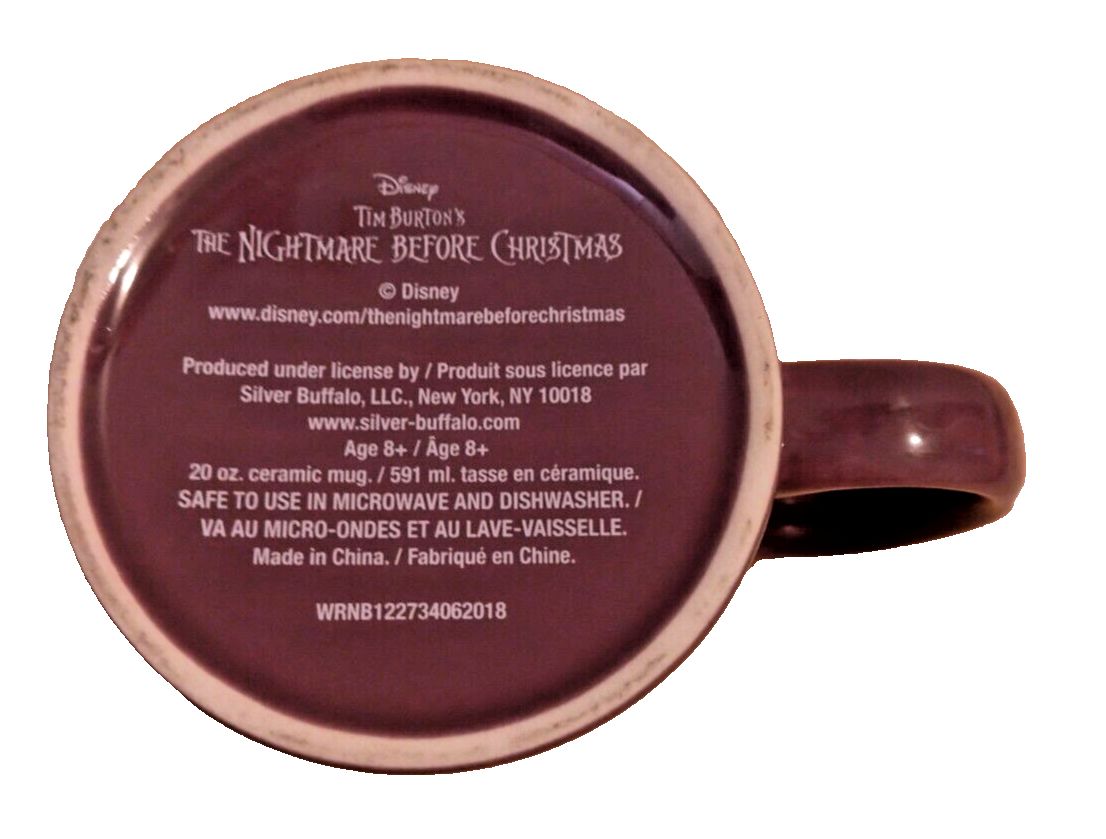 Disney
TIM BURTON'S
THE NIGHTMARE BEFORE CHRISTMAS
© Disney
www.disney.com/thenightmarebeforechristmas
Produced under license by / Produit sous licence par
Silver Buffalo, LLC., New York, NY 10018
www.silver-buffalo.com
Age 8+ / Âge 8+
20 oz. ceramic mug. / 591 ml. tasse en céramique.
SAFE TO USE IN MICROWAVE AND DISHWASHER. /
VA AU MICRO-ONDES ET AU LAVE-VAISSELLE.
Made in China. / Fabriqué en Chine.
WRNB122734062018